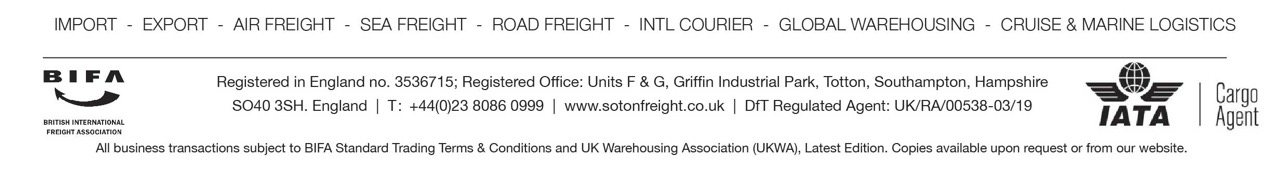 IMPORT - EXPORT - AIR FREIGHT - SEA FREIGHT - ROAD FREIGHT - INTL COURIER - GLOBAL WAREHOUSING - CRUISE & MARINE LOGISTICS
BIFA
BRITISH INTERNATIONAL
FREIGHT ASSOCIATION
Registered in England no. 3536715; Registered Office: Units F & G, Griffin Industrial Park, Totton, Southampton, Hampshire
SO40 3SH. England | T: +44(0)23 8086 0999 | www.sotonfreight.co.uk | DfT Regulated Agent: UK/RA/00538-03/19
IATA
Cargo
Agent
All business transactions subject to BIFA Standard Trading Terms & Conditions and UK Warehousing Association (UKWA), Latest Edition. Copies available upon request or from our website.